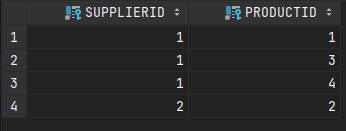 SUPPLIERID PRODUCTID
1 1 1
2 1 3
3 1 4
4 2 2